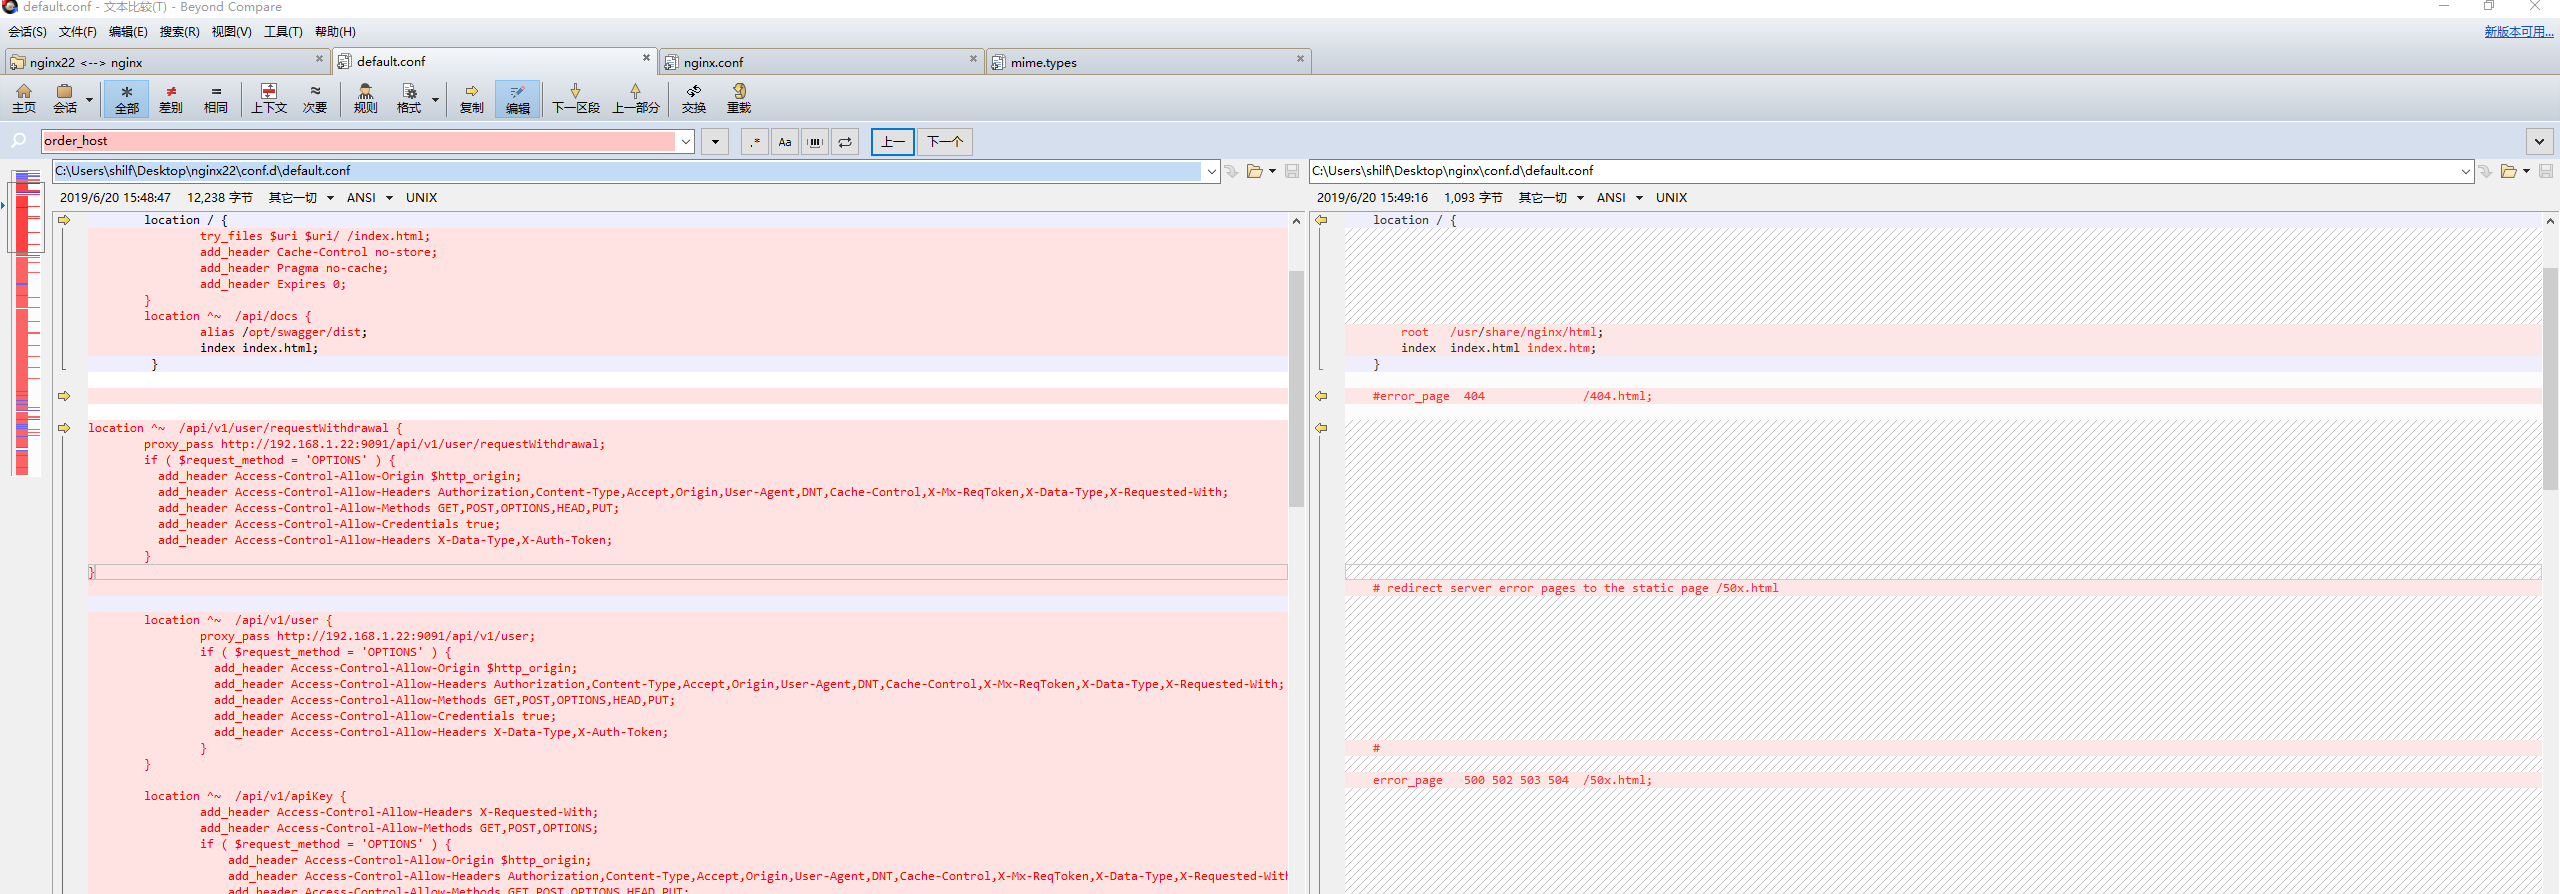 default.conf - 文本比较(T) - Beyond Compare
会话(S) 文件(F) 编辑(E) 搜索(R) 视图(V) 工具(T) 帮助(H) 新版本可用...
nginx22 <--> nginx default.conf nginx.conf mime.types
主页 会话 全部 差别 相同 上下文 次要 规则 格式 复制 编辑 下一区段 上一部分 交换 重载
order_host .* Aa 上一 下一个
C:\Users\shilf\Desktop\nginx22\conf.d\default.conf
2019/6/20 15:48:47 12,238 字节 其它一切 ANSI UNIX
location / {
try_files $uri $uri/ /index.html;
add_header Cache-Control no-store;
add_header Pragma no-cache;
add_header Expires 0;
}
location ^~ /api/docs {
alias /opt/swagger/dist;
index index.html;
}
location ^~ /api/v1/user/requestWithdrawal {
proxy_pass http://192.168.1.22:9091/api/v1/user/requestWithdrawal;
if ( $request_method = 'OPTIONS' ) {
add_header Access-Control-Allow-Origin $http_origin;
add_header Access-Control-Allow-Headers Authorization,Content-Type,Accept,Origin,User-Agent,DNT,Cache-Control,X-Mx-ReqToken,X-Data-Type,X-Requested-With;
add_header Access-Control-Allow-Methods GET,POST,OPTIONS,HEAD,PUT;
add_header Access-Control-Allow-Credentials true;
add_header Access-Control-Allow-Headers X-Data-Type,X-Auth-Token;
}
}
location ^~ /api/v1/user {
proxy_pass http://192.168.1.22:9091/api/v1/user;
if ( $request_method = 'OPTIONS' ) {
add_header Access-Control-Allow-Origin $http_origin;
add_header Access-Control-Allow-Headers Authorization,Content-Type,Accept,Origin,User-Agent,DNT,Cache-Control,X-Mx-ReqToken,X-Data-Type,X-Requested-With;
add_header Access-Control-Allow-Methods GET,POST,OPTIONS,HEAD,PUT;
add_header Access-Control-Allow-Credentials true;
add_header Access-Control-Allow-Headers X-Data-Type,X-Auth-Token;
}
}
location ^~ /api/v1/apiKey {
add_header Access-Control-Allow-Headers X-Requested-With;
add_header Access-Control-Allow-Methods GET,POST,OPTIONS;
if ( $request_method = 'OPTIONS' ) {
add_header Access-Control-Allow-Origin $http_origin;
add_header Access-Control-Allow-Headers Authorization,Content-Type,Accept,Origin,User-Agent,DNT,Cache-Control,X-Mx-ReqToken,X-Data-Type,X-Requested-Wit
add_header Access-Control-Allow-Methods GET,POST,OPTIONS,HEAD,PUT;
C:\Users\shilf\Desktop\nginx\conf.d\default.conf
2019/6/20 15:49:16 1,093 字节 其它一切 ANSI UNIX
location / {
root /usr/share/nginx/html;
index index.html index.htm;
}
#error_page 404 /404.html;
# redirect server error pages to the static page /50x.html
#
error_page 500 502 503 504 /50x.html;